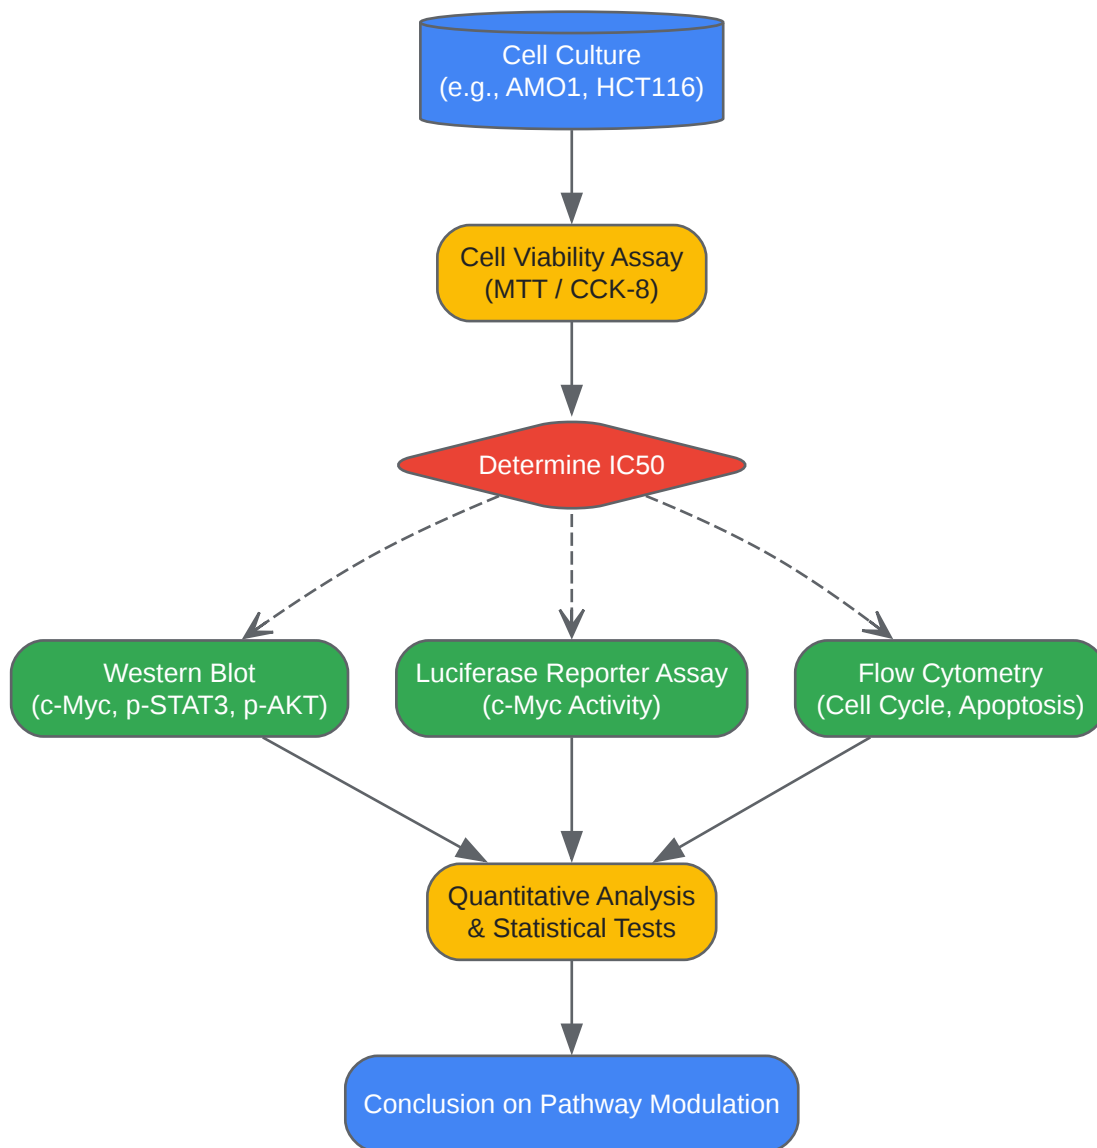 Cell Culture
(e.g., AMO1, HCT116)
Cell Viability Assay
(MTT / CCK-8)
Determine IC50
Western Blot
(c-Myc, p-STAT3, p-AKT)
Luciferase Reporter Assay
(c-Myc Activity)
Flow Cytometry
(Cell Cycle, Apoptosis)
Quantitative Analysis
& Statistical Tests
Conclusion on Pathway Modulation